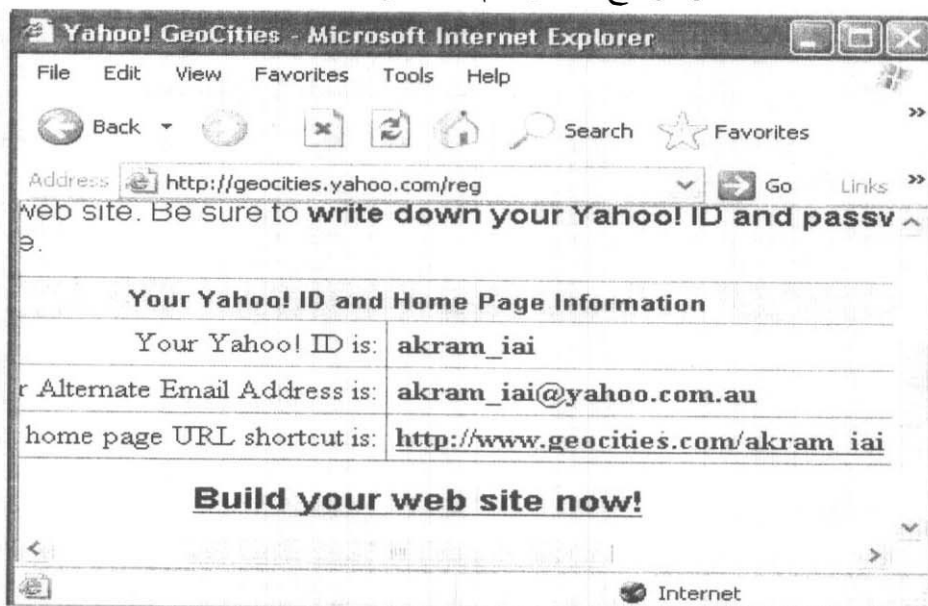 Yahoo! GeoCities - Microsoft Internet Explorer
File Edit View Favorites Tools Help
Back Search Favorites »
Address http://geocities.yahoo.com/reg Go Links »
web site. Be sure to write down your Yahoo! ID and passv
e.
Your Yahoo! ID and Home Page Information
Your Yahoo! ID is: akram_iai
r Alternate Email Address is: akram_iai@yahoo.com.au
home page URL shortcut is: http://www.geocities.com/akram_iai
Build your web site now!
Internet